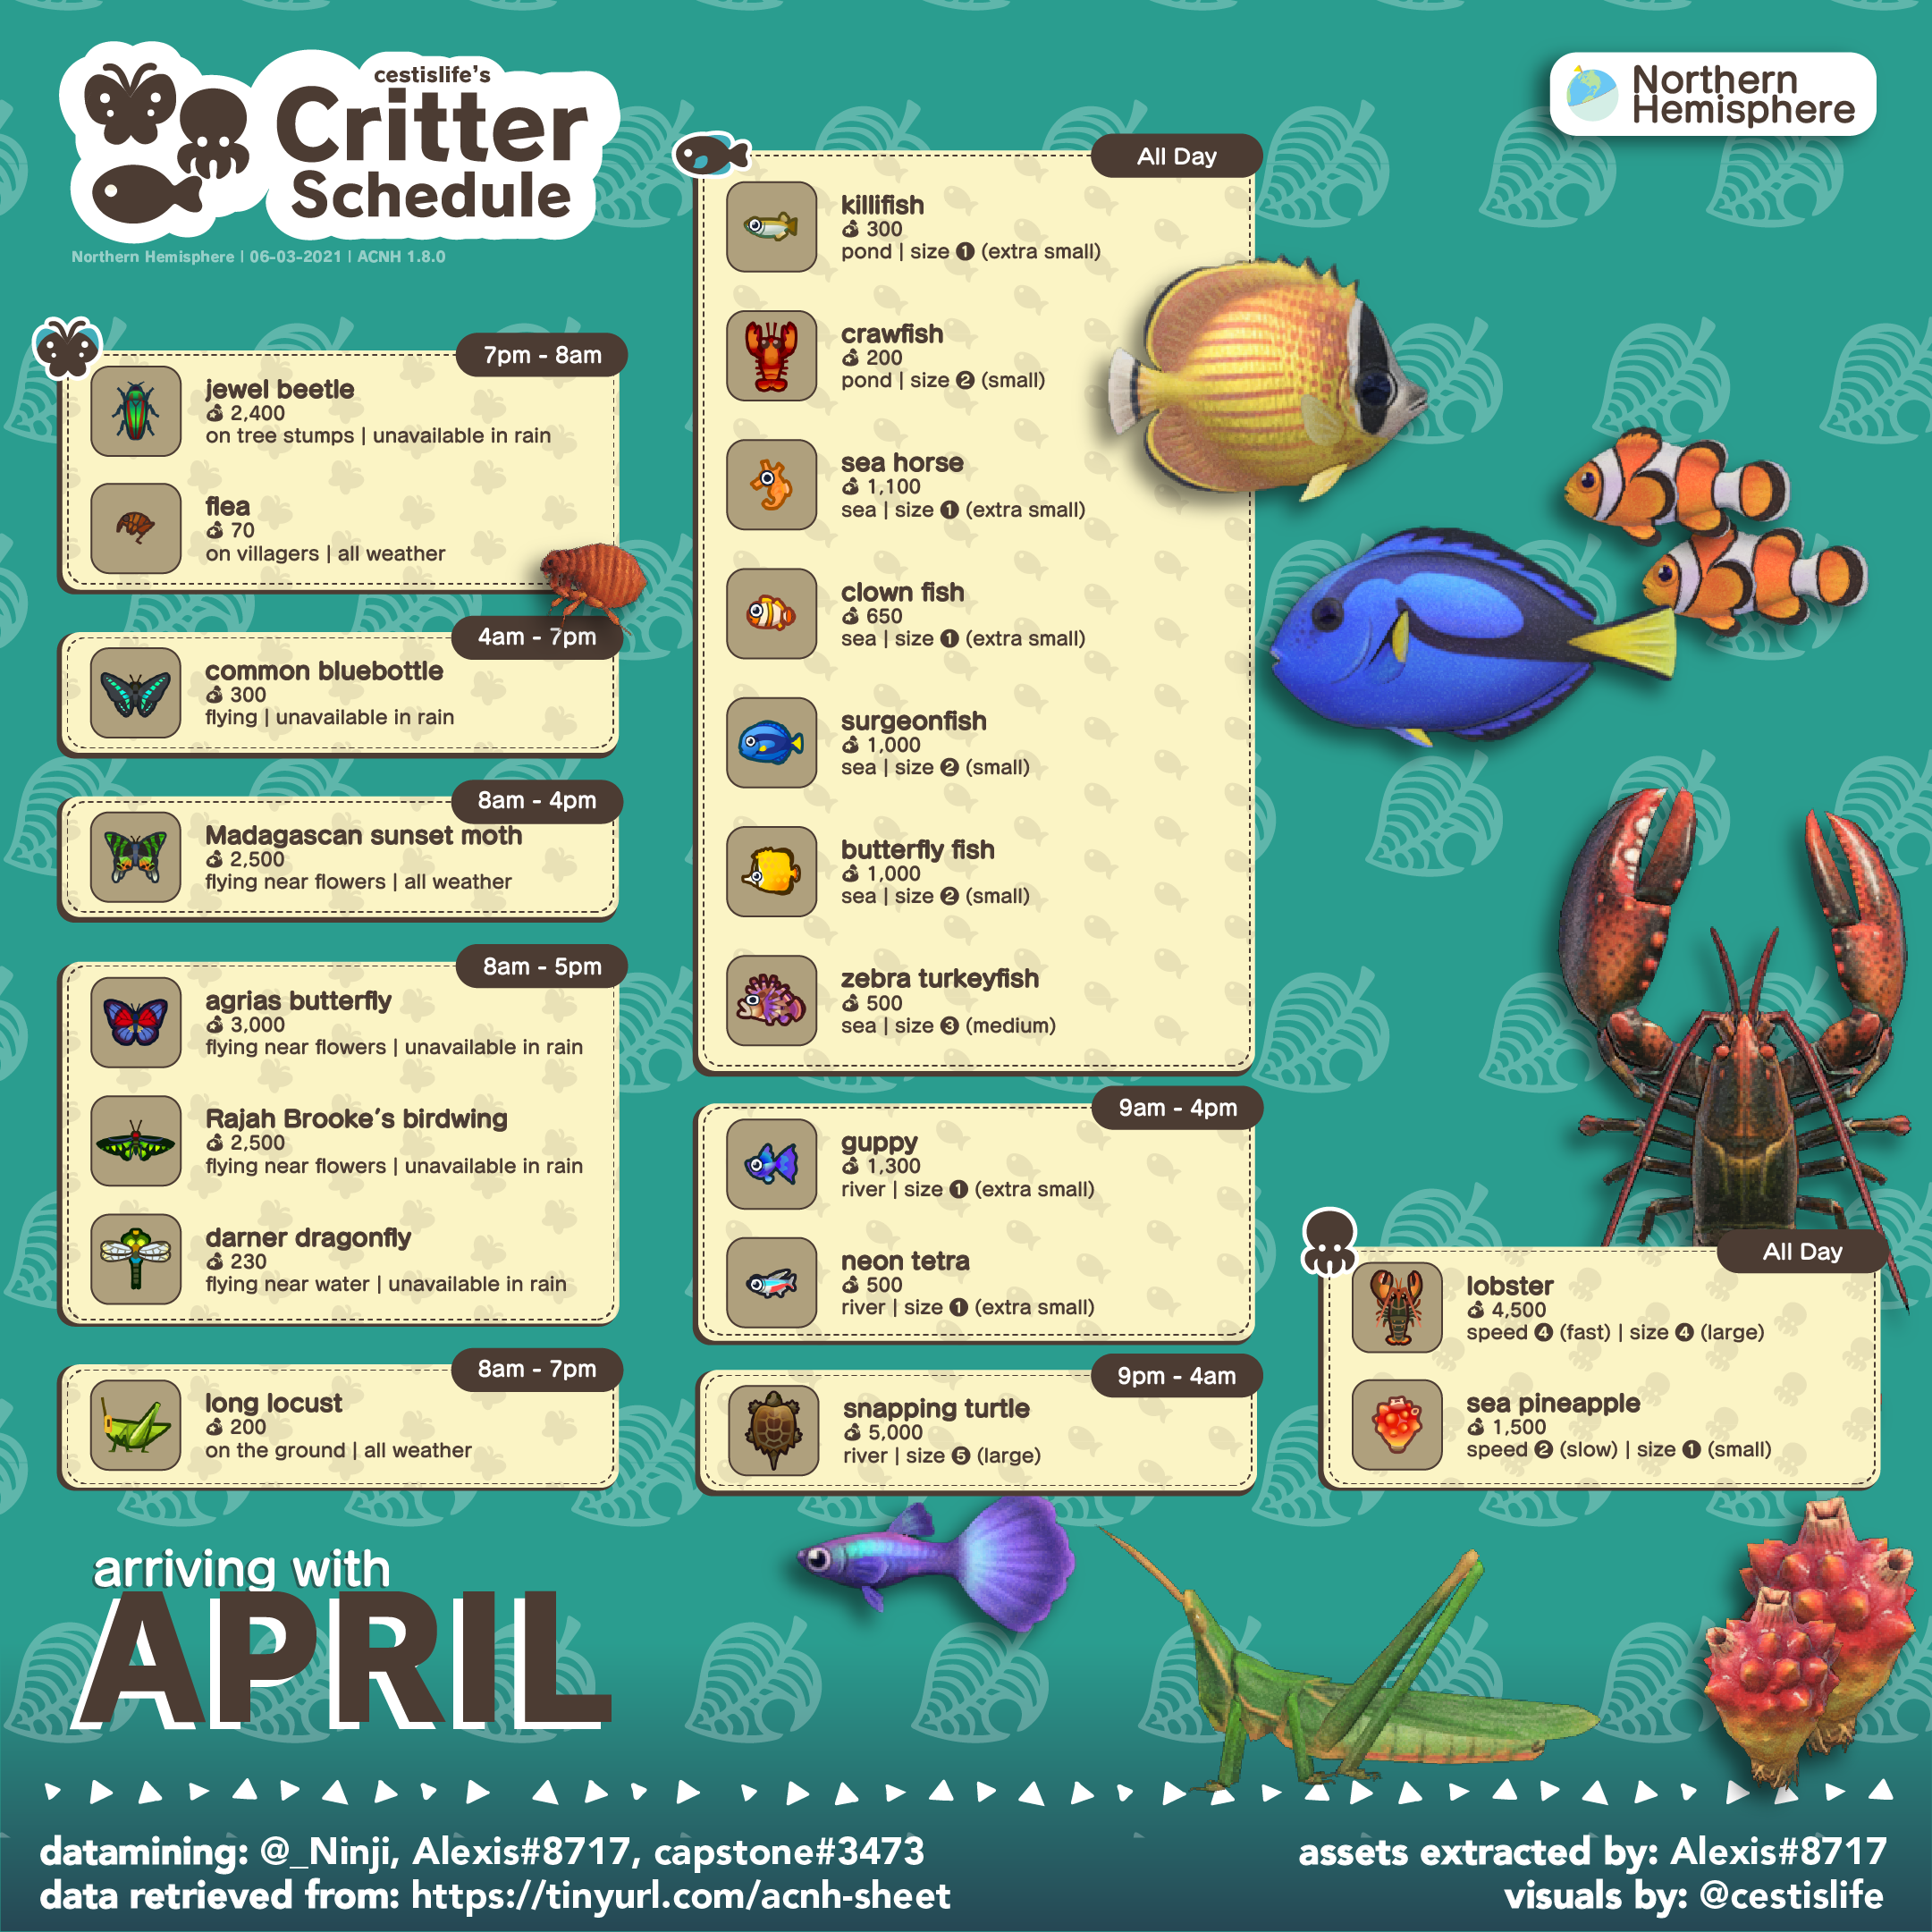 cestislife's
Critter
Schedule
Northern Hemisphere | 06-03-2021 | ACNH 1.8.0
Northern
Hemisphere
7pm - 8am
jewel beetle
2,400
on tree stumps | unavailable in rain
flea
70
on villagers | all weather
4am - 7pm
common bluebottle
300
flying | unavailable in rain
8am - 4pm
Madagascan sunset moth
2,500
flying near flowers | all weather
8am - 5pm
agrias butterfly
3,000
flying near flowers | unavailable in rain
Rajah Brooke's birdwing
2,500
flying near flowers | unavailable in rain
darner dragonfly
230
flying near water | unavailable in rain
8am - 7pm
long locust
200
on the ground | all weather
All Day
killifish
300
pond | size 1 (extra small)
crawfish
200
pond | size 2 (small)
sea horse
1,100
sea | size 1 (extra small)
clown fish
650
sea | size 1 (extra small)
surgeonfish
1,000
sea | size 2 (small)
butterfly fish
1,000
sea | size 2 (small)
zebra turkeyfish
500
sea | size 3 (medium)
9am - 4pm
guppy
1,300
river | size 1 (extra small)
neon tetra
500
river | size 1 (extra small)
9pm - 4am
snapping turtle
5,000
river | size 5 (large)
All Day
lobster
4,500
speed 4 (fast) | size 4 (large)
sea pineapple
1,500
speed 2 (slow) | size 1 (small)
arriving with
APRIL
datamining: @_Ninji, Alexis#8717, capstone#3473
data retrieved from: https://tinyurl.com/acnh-sheet
assets extracted by: Alexis#8717
visuals by: @cestislife